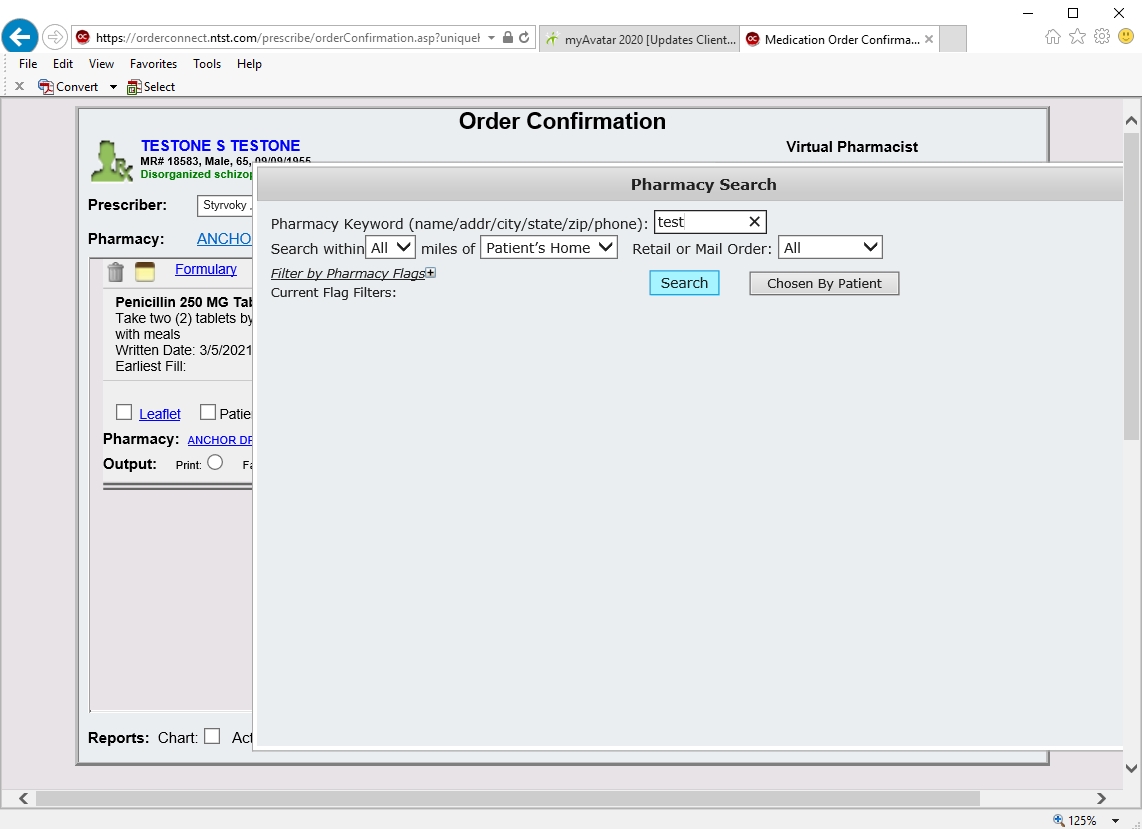 https://orderconnect.ntst.com/prescribe/orderConfirmation.asp?uniquel
myAvatar 2020 [Updates Client...
Medication Order Confirma...
File Edit View Favorites Tools Help
Convert Select
Order Confirmation
TESTONE S TESTONE
MR# 18583, Male, 65, 09/09/1955
Disorganized schizop
Virtual Pharmacist
Prescriber: Styrvoky ,
Pharmacy: ANCHO
Formulary
Penicillin 250 MG Tab
Take two (2) tablets by
with meals
Written Date: 3/5/2021
Earliest Fill:
Leaflet Patie
Pharmacy: ANCHOR DR
Output: Print: Fa
Reports: Chart: Act
Pharmacy Search
Pharmacy Keyword (name/addr/city/state/zip/phone): test
Search within All miles of Patient's Home Retail or Mail Order: All
Filter by Pharmacy Flags
Search Chosen By Patient
Current Flag Filters:
125%